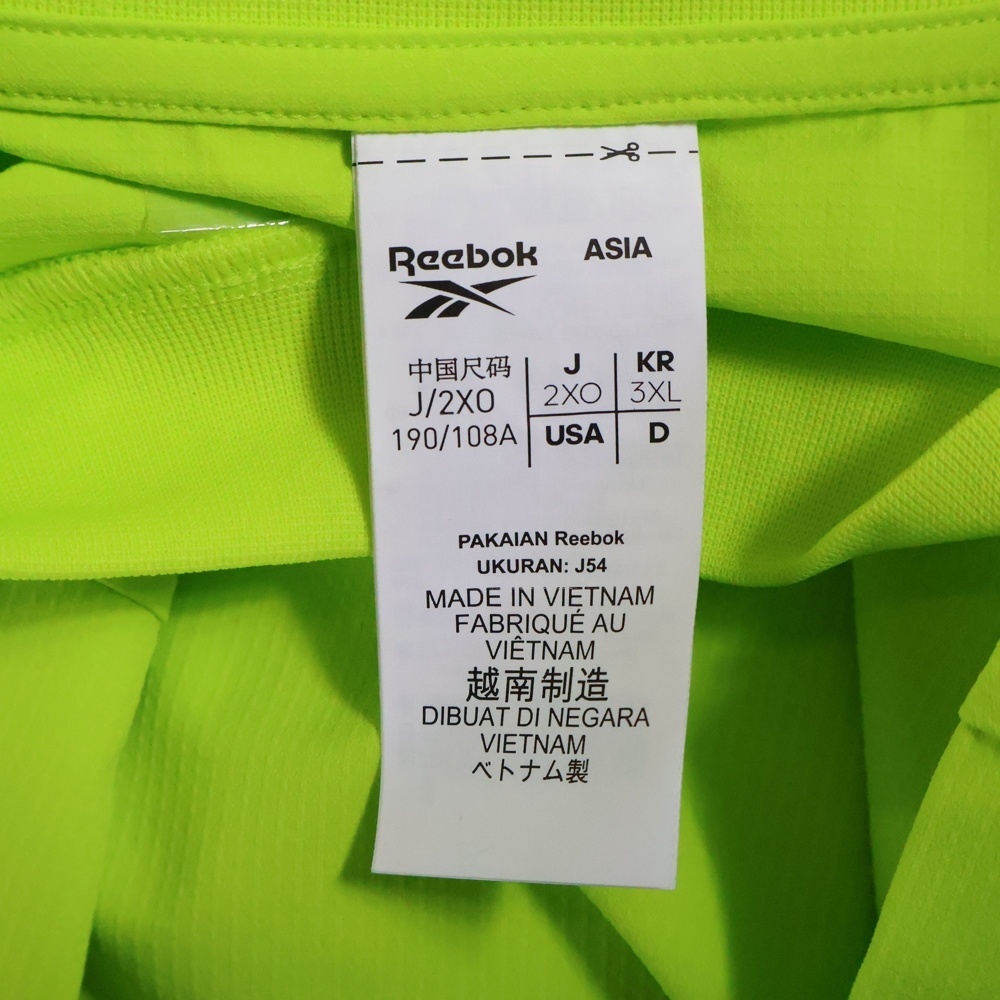 Reebok ASIA
中国尺码 J KR
J/2XO 2XO 3XL
190/108A USA D
PAKAIAN Reebok
UKURAN: J54
MADE IN VIETNAM
FABRIQUÉ AU
VIÊTNAM
越南制造
DIBUAT DI NEGARA
VIETNAM
ベトナム製